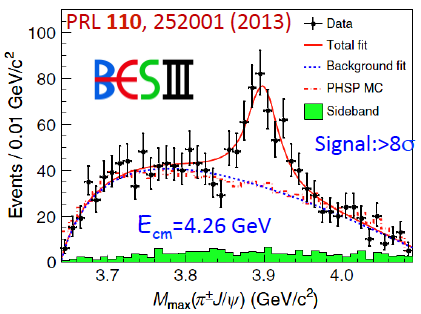 PRL 110, 252001 (2013)
BESIII
Data
Total fit
Background fit
PHSP MC
Sideband
Signal:>8σ
E_cm=4.26 GeV
Events / 0.01 GeV/c²
100
80
60
40
20
0
3.7 3.8 3.9 4.0
M_max(π±J/ψ) (GeV/c²)